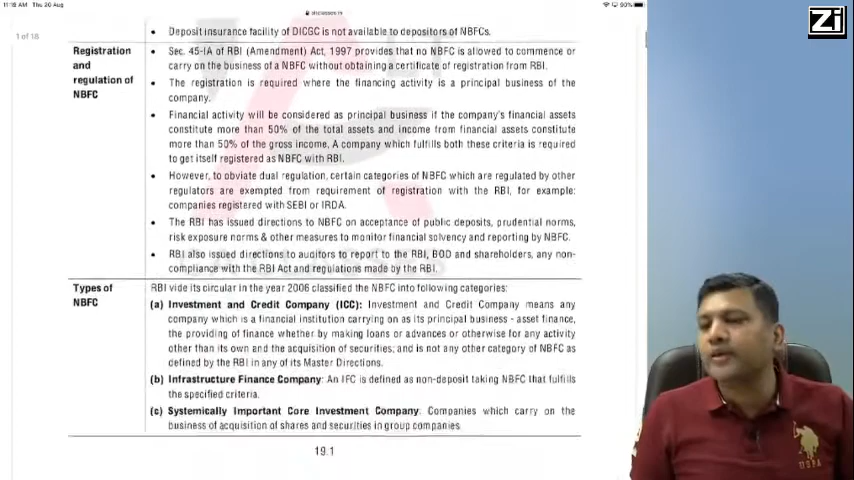 11:18 AM Thu 20 Aug
90%
1 of 18
• Deposit insurance facility of DICGC is not available to depositors of NBFCs.
Registration and regulation of NBFC
• Sec. 45-IA of RBI (Amendment) Act, 1997 provides that no NBFC is allowed to commence or
carry on the business of a NBFC without obtaining a certificate of registration from RBI.
• The registration is required where the financing activity is a principal business of the
company.
• Financial activity will be considered as principal business if the company's financial assets
constitute more than 50% of the total assets and income from financial assets constitute
more than 50% of the gross income. A company which fulfills both these criteria is required
to get itself registered as NBFC with RBI.
• However, to obviate dual regulation, certain categories of NBFC which are regulated by other
regulators are exempted from requirement of registration with the RBI, for example:
companies registered with SEBI or IRDA.
• The RBI has issued directions to NBFC on acceptance of public deposits, prudential norms,
risk exposure norms & other measures to monitor financial solvency and reporting by NBFC.
• RBI also issued directions to auditors to report to the RBI, BOD and shareholders, any non-
compliance with the RBI Act and regulations made by the RBI.
Types of NBFC
RBI vide its circular in the year 2006 classified the NBFC into following categories:
(a) Investment and Credit Company (ICC): Investment and Credit Company means any
company which is a financial institution carrying on as its principal business - asset finance,
the providing of finance whether by making loans or advances or otherwise for any activity
other than its own and the acquisition of securities; and is not any other category of NBFC as
defined by the RBI in any of its Master Directions.
(b) Infrastructure Finance Company: An IFC is defined as non-deposit taking NBFC that fulfills
the specified criteria.
(c) Systemically Important Core Investment Company: Companies which carry on the
business of acquisition of shares and securities in group companies
19.1
Zi
USPA